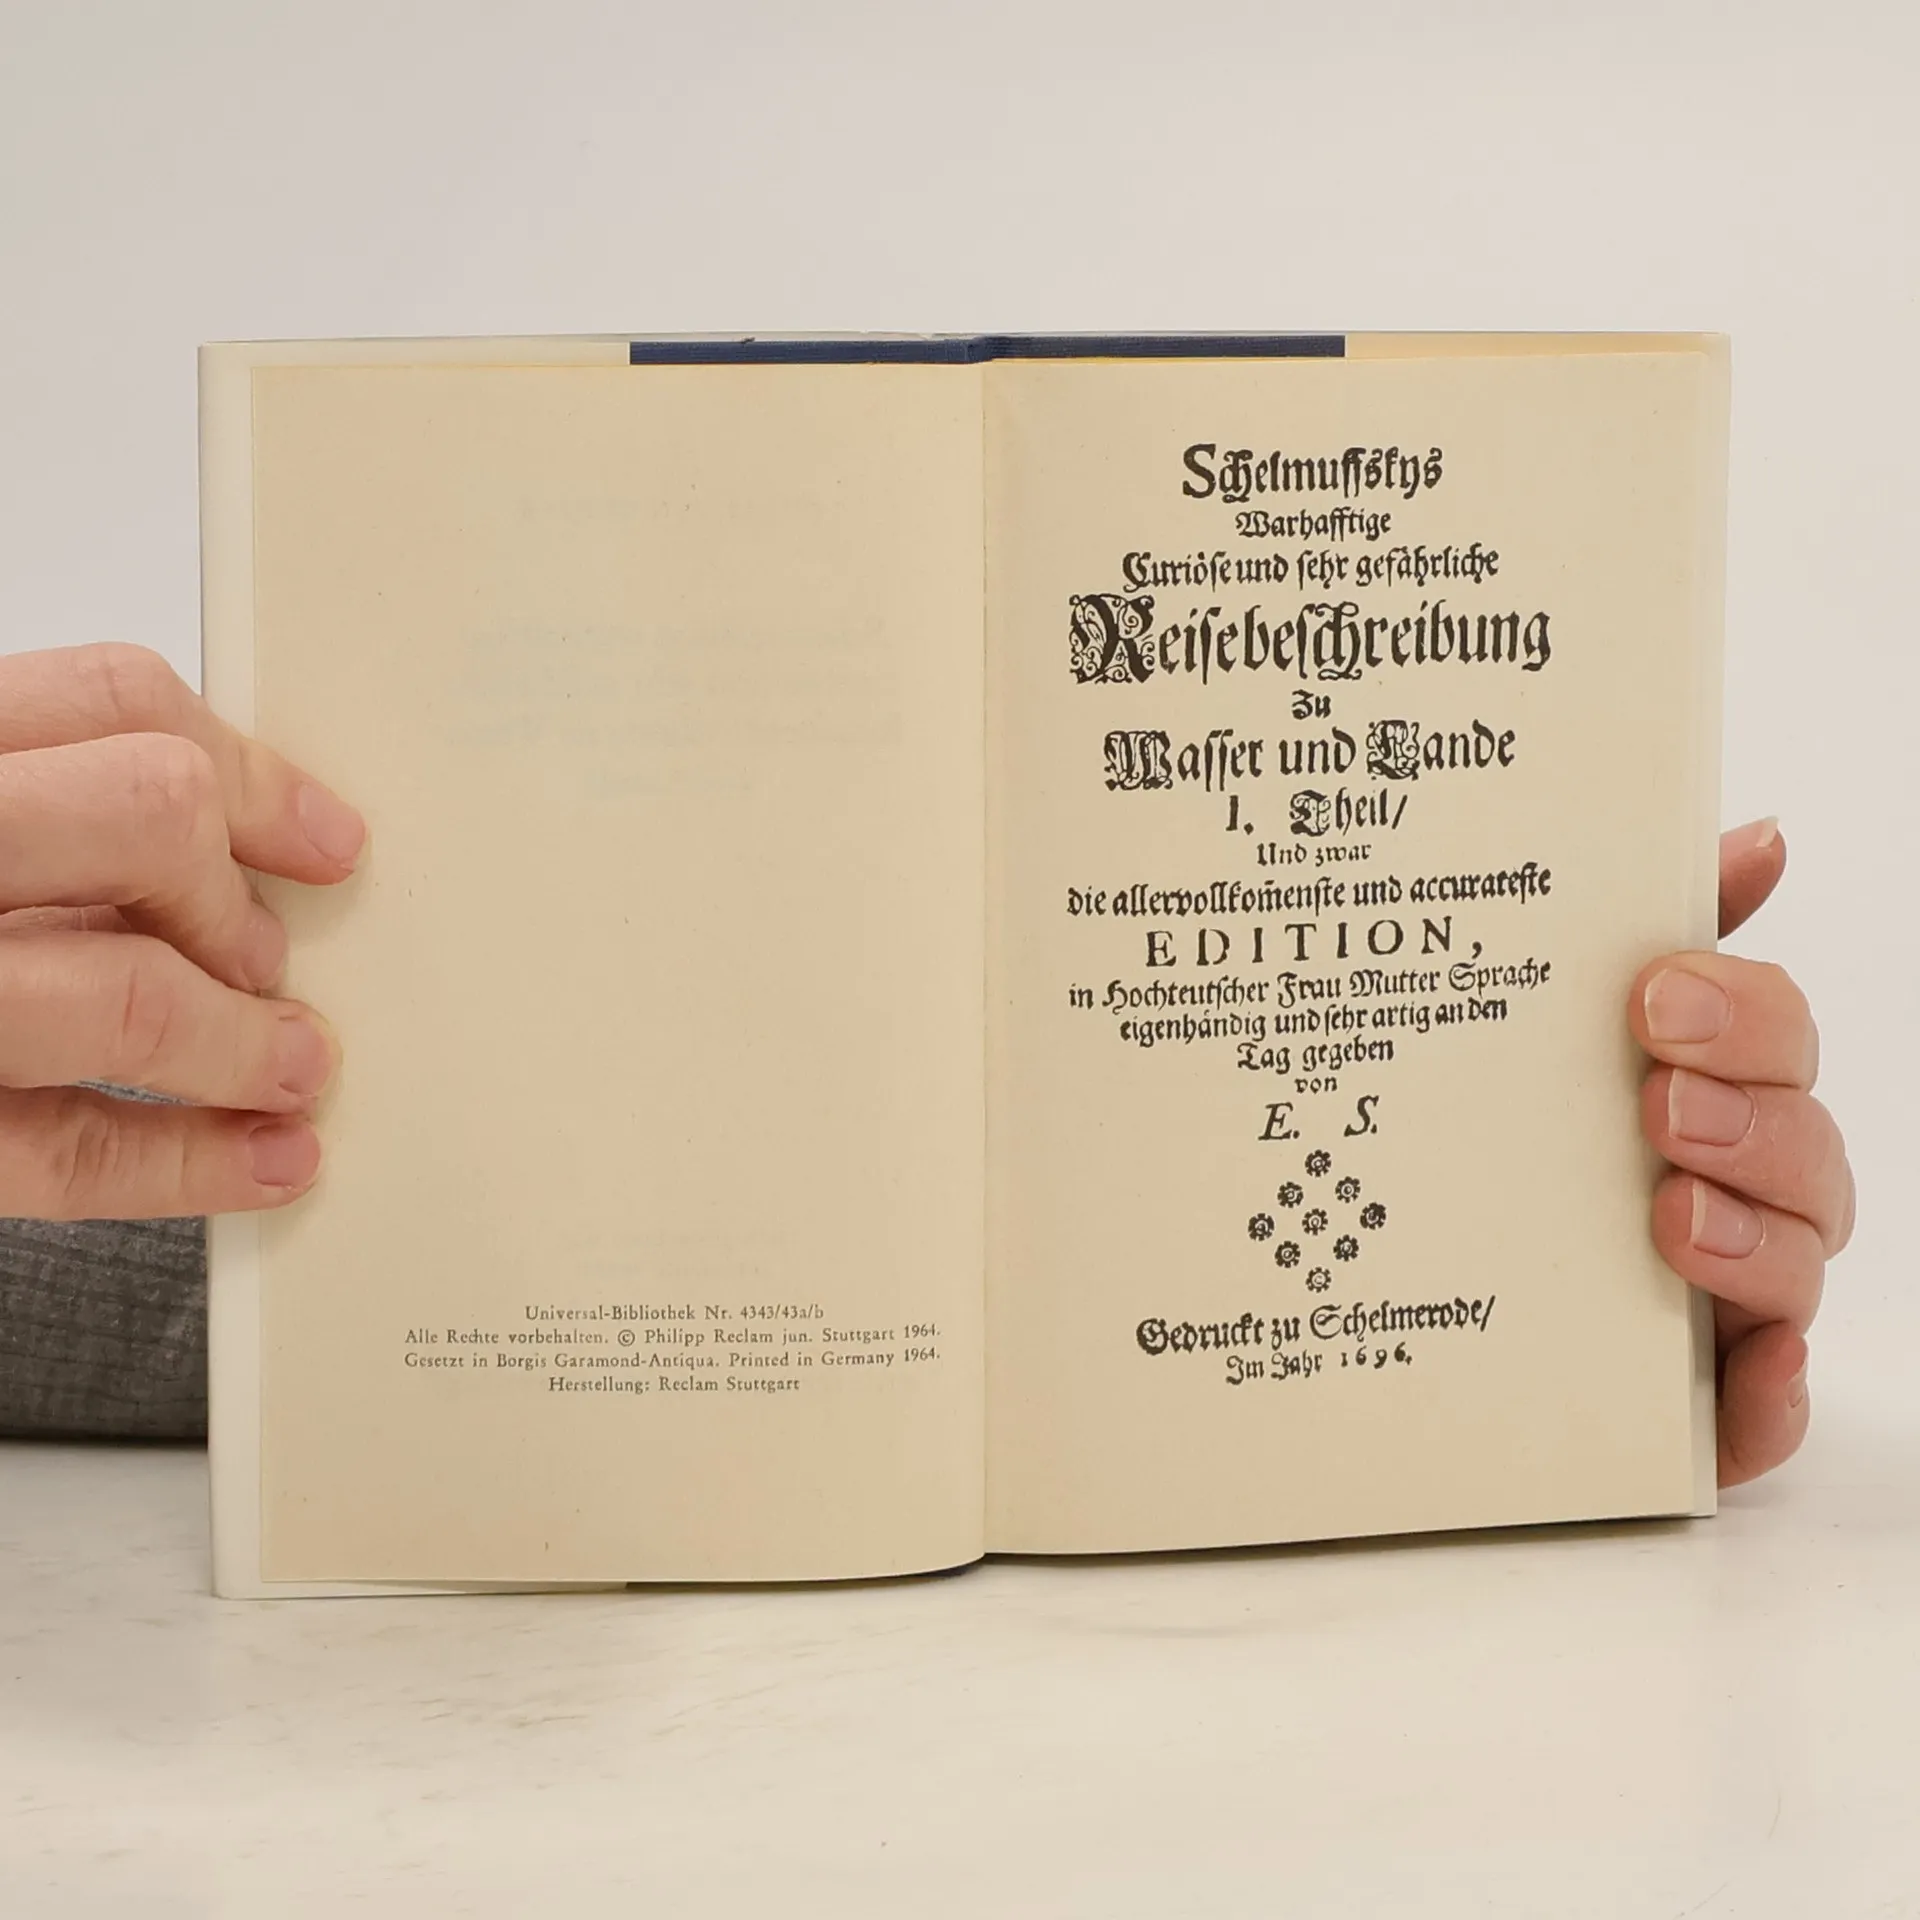 Universal-Bibliothek Nr. 4343/43a/b
Alle Rechte vorbehalten. © Philipp Reclam jun. Stuttgart 1964.
Gesetzt in Borgis Garamond-Antiqua. Printed in Germany 1964.
Herstellung: Reclam Stuttgart
Schelmuffskys
Warhafftige
Curiöse und sehr gefährliche
Reisebeschreibung
Zu
Wasser und Lande
I. Theil/
Und zwar
die allervollkom̄enste und accurateste
EDITION,
in Hochteutscher Frau Mutter Sprache
eigenhändig und sehr artig an den
Tag gegeben
von
E. S.
Gedruckt zu Schelmerode/
Im Jahr 1696.